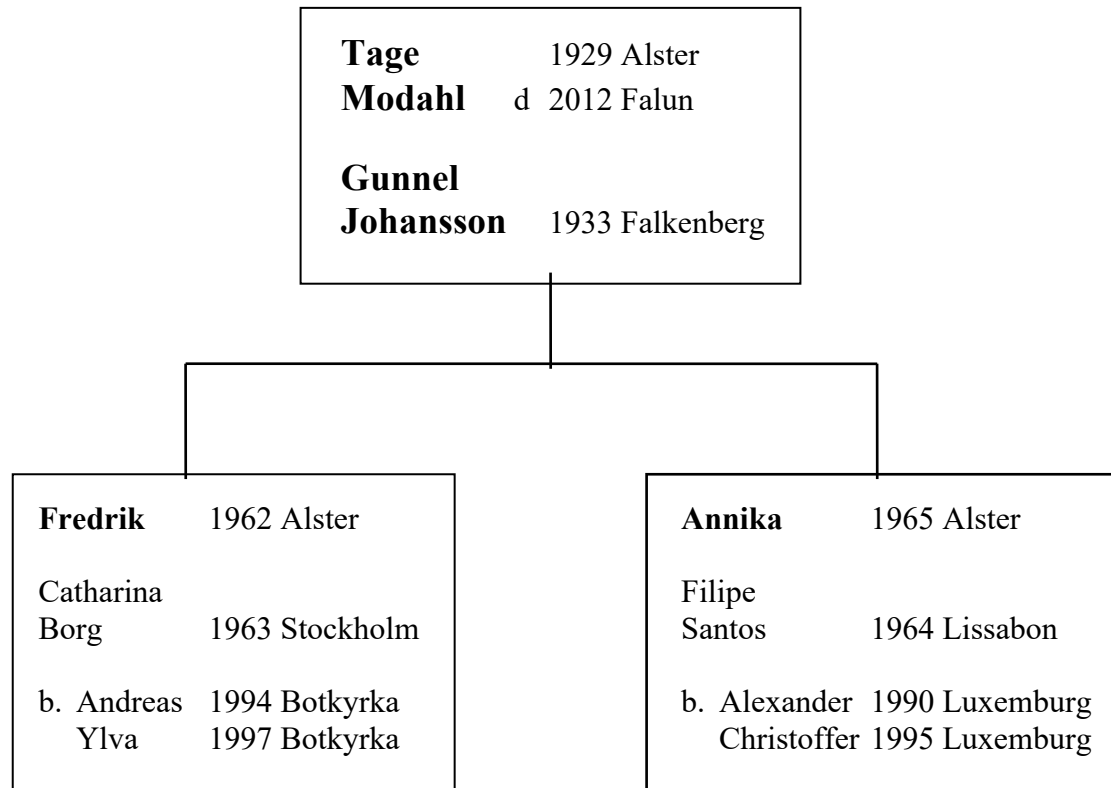 Tage 1929 Alster
Modahl d 2012 Falun
Gunnel
Johansson 1933 Falkenberg
Fredrik 1962 Alster
Catharina
Borg 1963 Stockholm
b. Andreas 1994 Botkyrka
Ylva 1997 Botkyrka
Annika 1965 Alster
Filipe
Santos 1964 Lissabon
b. Alexander 1990 Luxemburg
Christoffer 1995 Luxemburg